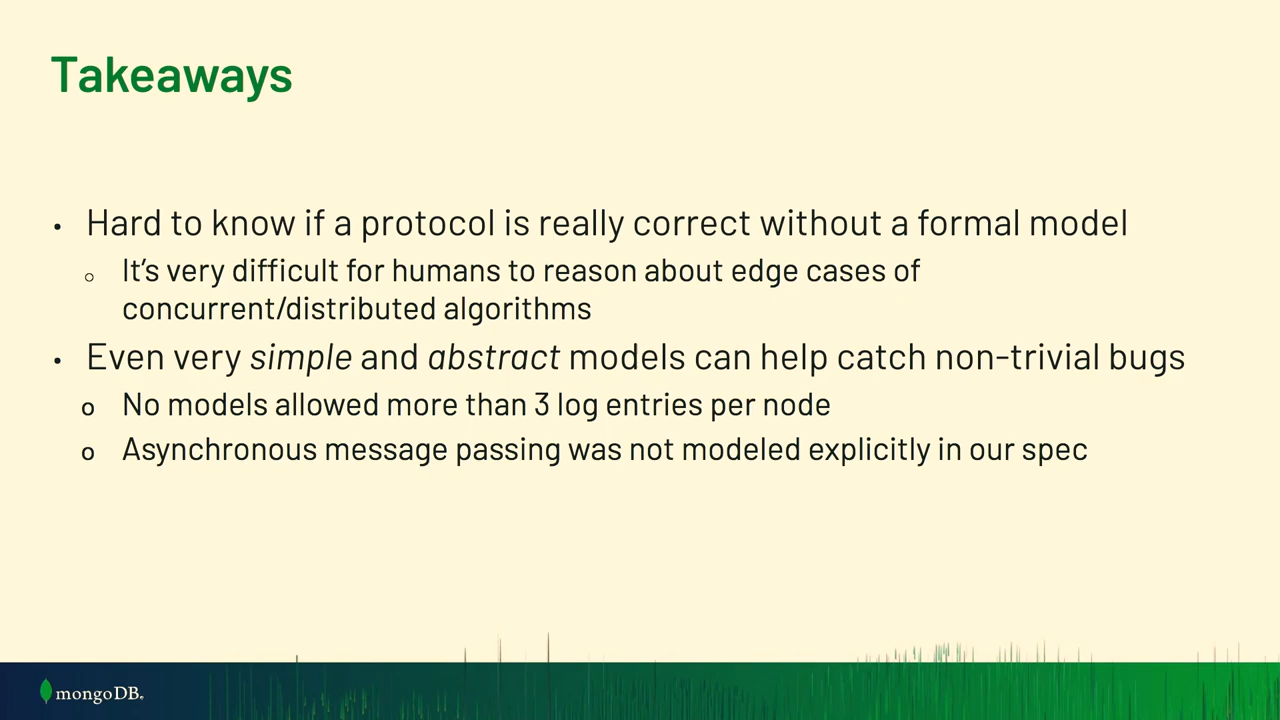 Takeaways
• Hard to know if a protocol is really correct without a formal model
○ It’s very difficult for humans to reason about edge cases of
concurrent/distributed algorithms
• Even very simple and abstract models can help catch non-trivial bugs
o No models allowed more than 3 log entries per node
o Asynchronous message passing was not modeled explicitly in our spec
mongoDB.